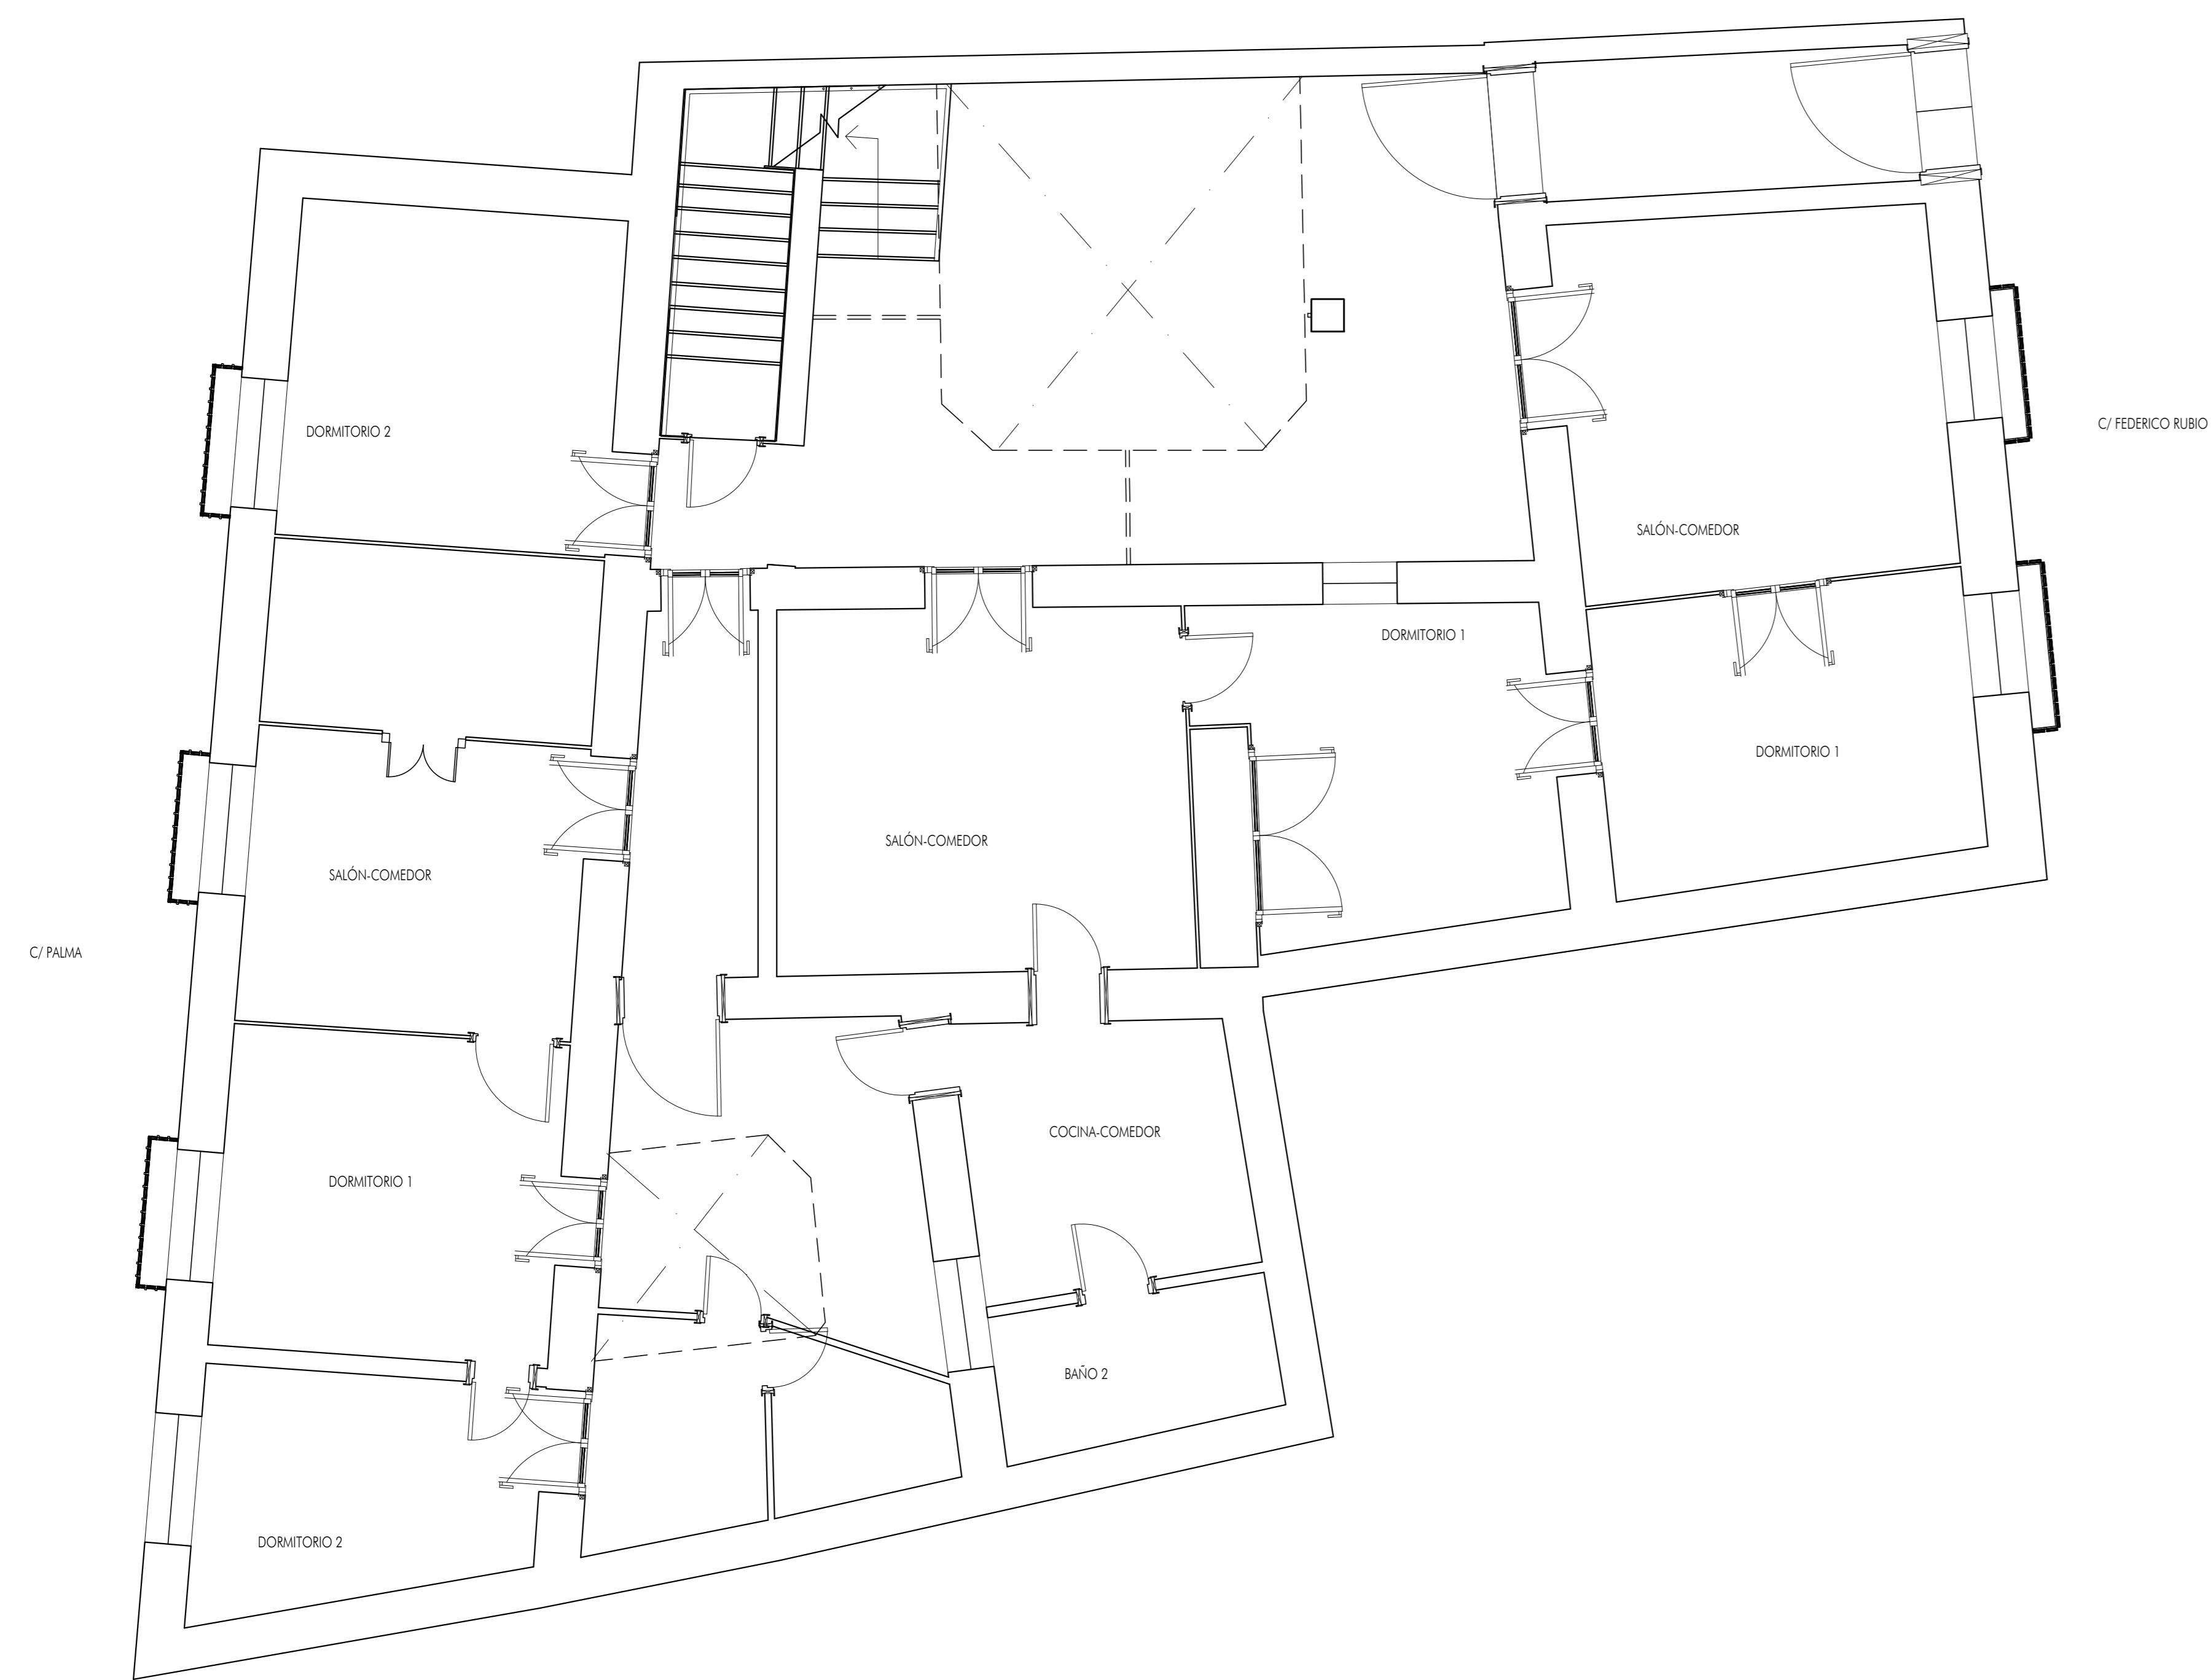 DORMITORIO 2
C/ FEDERICO RUBIO
SALÓN-COMEDOR
DORMITORIO 1
DORMITORIO 1
SALÓN-COMEDOR
SALÓN-COMEDOR
C/ PALMA
COCINA-COMEDOR
DORMITORIO 1
BAÑO 2
DORMITORIO 2